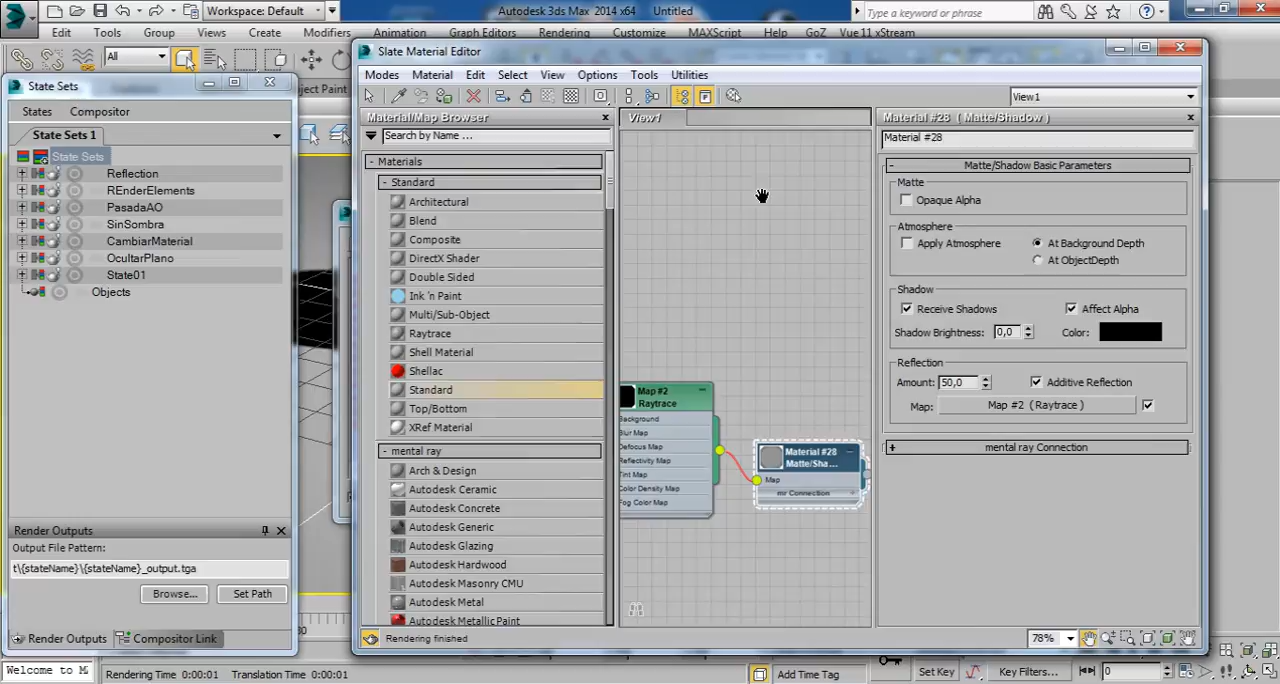 Workspace: Default
Autodesk 3ds Max 2014 x64
Untitled
Type a keyword or phrase
Edit
Tools
Group
Views
Create
Modifiers
Animation
Graph Editors
Rendering
Customize
MAXScript
Help
GoZ
Vue 11 xStream
All
State Sets
States
Compositor
State Sets 1
State Sets
Reflection
REnderElements
PasadaAO
SinSombra
CambiarMaterial
OcultarPlano
State01
Objects
Render Outputs
Output File Pattern:
t\{stateName}\{stateName}_output.tga
Browse...
Set Path
Render Outputs
Compositor Link
Object Paint
Slate Material Editor
Modes
Material
Edit
Select
View
Options
Tools
Utilities
View1
Material/Map Browser
Search by Name ...
- Materials
- Standard
Architectural
Blend
Composite
DirectX Shader
Double Sided
Ink 'n Paint
Multi/Sub-Object
Raytrace
Shell Material
Shellac
Standard
Top/Bottom
XRef Material
- mental ray
Arch & Design
Autodesk Ceramic
Autodesk Concrete
Autodesk Generic
Autodesk Glazing
Autodesk Hardwood
Autodesk Masonry CMU
Autodesk Metal
Autodesk Metallic Paint
Rendering finished
View1
Map #2
Raytrace
Background
Blur Map
Defocus Map
Reflectivity Map
Tint Map
Color Density Map
Fog Color Map
Material #28
Matte/Sha...
Map
mr Connection
Material #28 ( Matte/Shadow )
Material #28
- Matte/Shadow Basic Parameters
Matte
Opaque Alpha
Atmosphere
Apply Atmosphere
At Background Depth
At ObjectDepth
Shadow
Receive Shadows
Affect Alpha
Shadow Brightness: 0,0
Color:
Reflection
Amount: 50,0
Additive Reflection
Map: Map #2 ( Raytrace )
+ mental ray Connection
78%
Welcome to M
Rendering Time: 0:00:01
Translation Time: 0:00:01
Add Time Tag
Set Key
Key Filters...
0